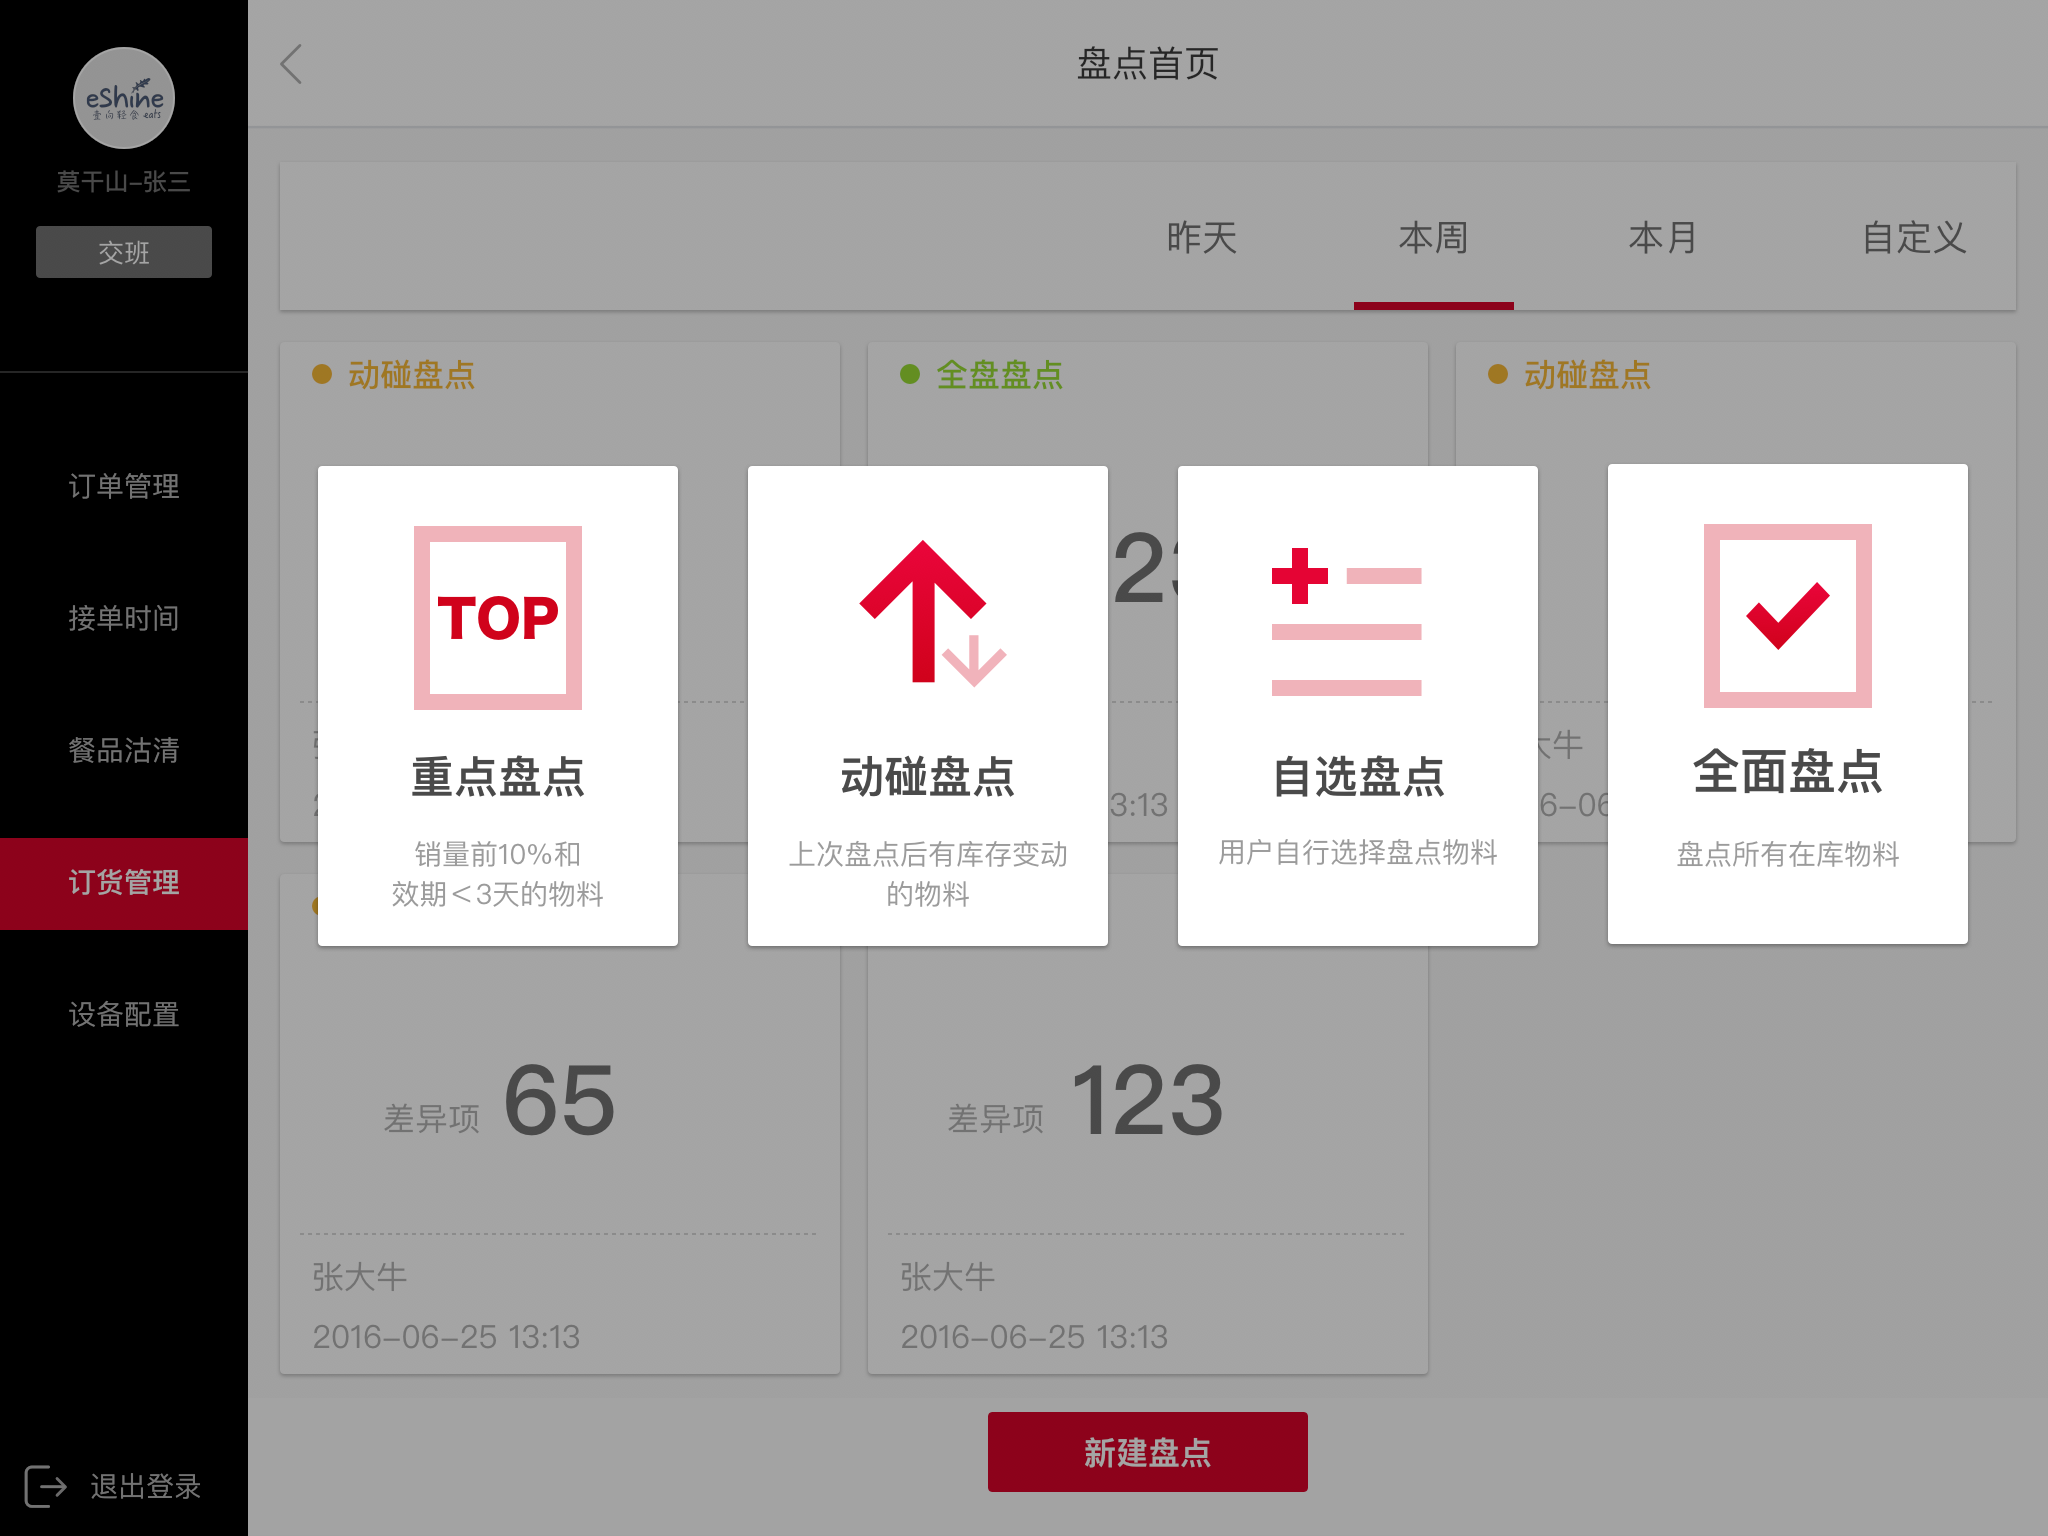 eShine
壹向轻食 eats
莫干山-张三
交班
订单管理
接单时间
餐品沽清
订货管理
设备配置
退出登录
盘点首页
昨天
本周
本月
自定义
动碰盘点
全盘盘点
动碰盘点
TOP
重点盘点
销量前10%和
效期<3天的物料
动碰盘点
上次盘点后有库存变动
的物料
自选盘点
用户自行选择盘点物料
全面盘点
盘点所有在库物料
3:13
大牛
差异项 65
张大牛
2016-06-25 13:13
差异项 123
张大牛
2016-06-25 13:13
新建盘点